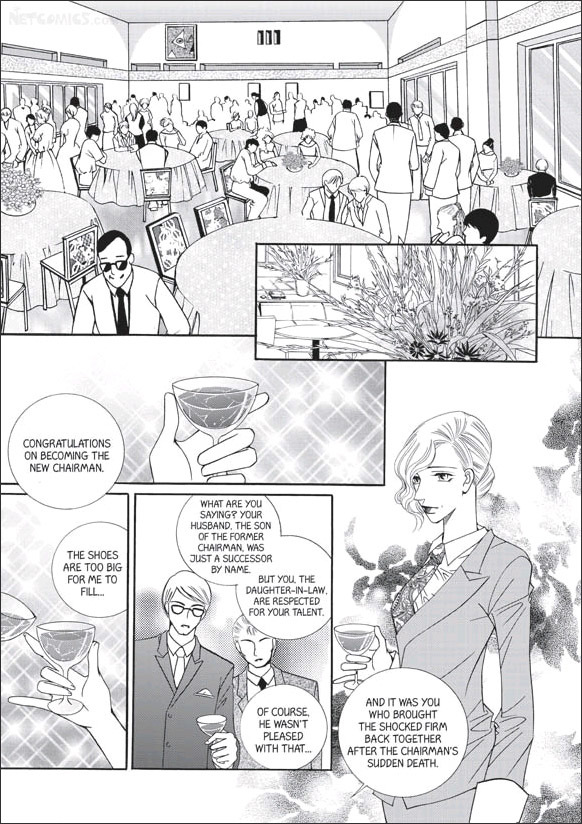 NETCOMICS.com
CONGRATULATIONS
ON BECOMING THE
NEW CHAIRMAN.
THE SHOES
ARE TOO BIG
FOR ME TO
FILL...
WHAT ARE YOU
SAYING? YOUR
HUSBAND, THE SON
OF THE FORMER
CHAIRMAN, WAS
JUST A SUCCESSOR
BY NAME.
BUT YOU, THE
DAUGHTER-IN-LAW,
ARE RESPECTED
FOR YOUR TALENT.
OF COURSE,
HE WASN'T
PLEASED
WITH THAT...
AND IT WAS YOU
WHO BROUGHT
THE SHOCKED FIRM
BACK TOGETHER
AFTER THE CHAIRMAN'S
SUDDEN DEATH.